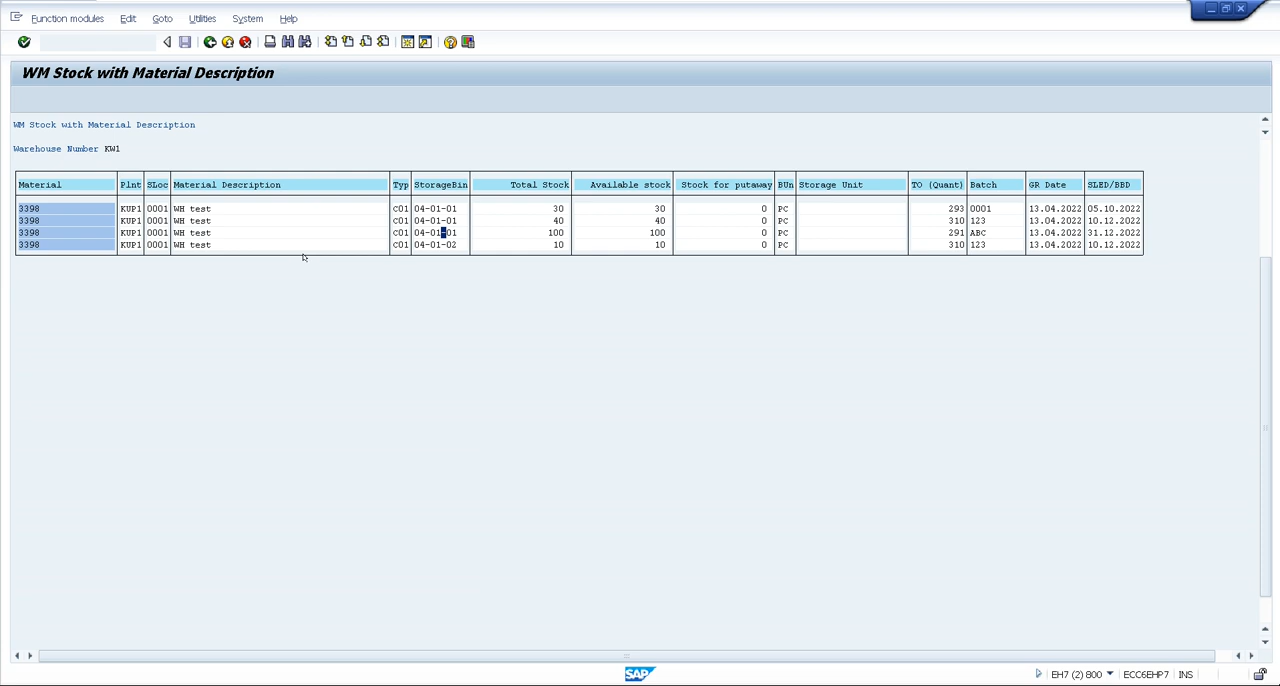 Function modules Edit Goto Utilities System Help
WM Stock with Material Description
WM Stock with Material Description
Warehouse Number KW1
Material Plnt SLoc Material Description Typ StorageBin Total Stock Available stock Stock for putaway BUn Storage Unit TO (Quant) Batch GR Date SLED/BBD
3398 KUP1 0001 WH test C01 04-01-01 30 30 0 PC 293 0001 13.04.2022 05.10.2022
3398 KUP1 0001 WH test C01 04-01-01 40 40 0 PC 310 123 13.04.2022 10.12.2022
3398 KUP1 0001 WH test C01 04-01-01 100 100 0 PC 291 ABC 13.04.2022 31.12.2022
3398 KUP1 0001 WH test C01 04-01-02 10 10 0 PC 310 123 13.04.2022 10.12.2022
SAP EH7 (2) 800 ECC6EHP7 INS